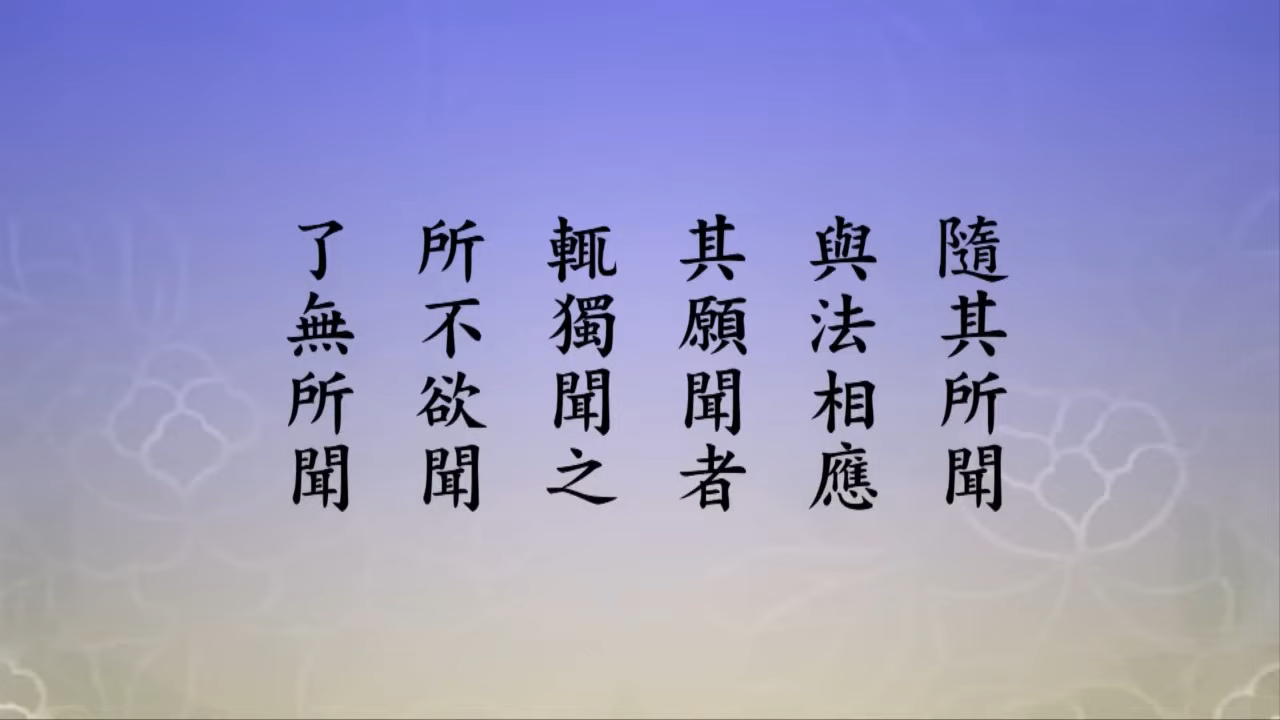 隨其所聞
與法相應
其願聞者
輒獨聞之
所不欲聞
了無所聞